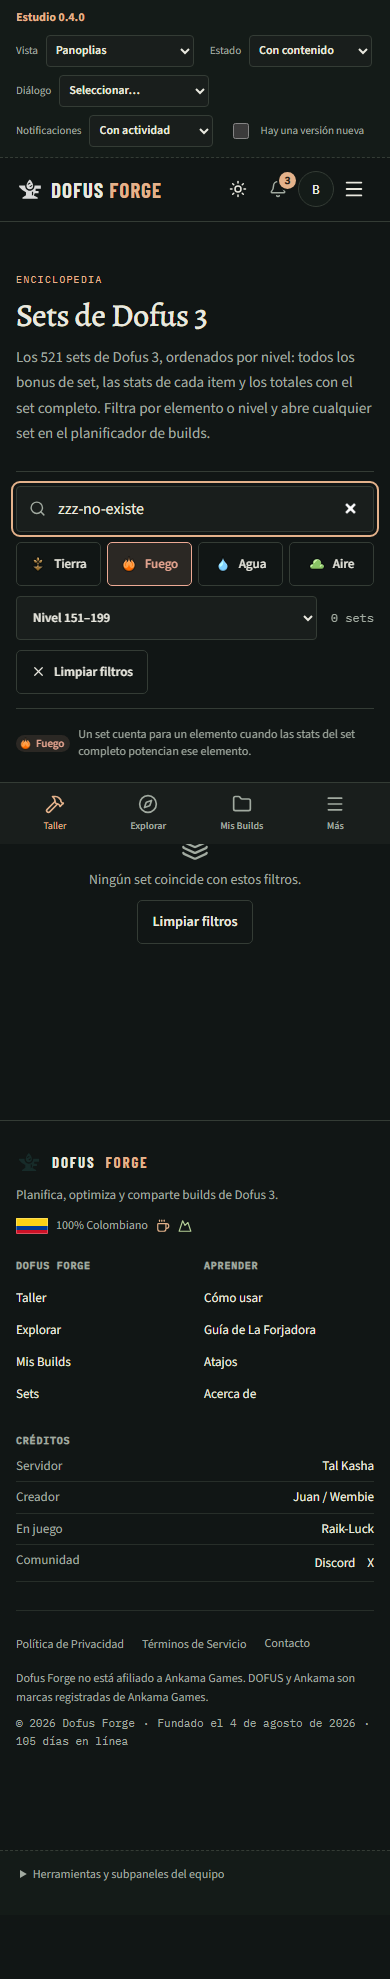 Estudio 0.4.0
Vista Panoplias Estado Con contenido
Diálogo Seleccionar...
Notificaciones Con actividad Hay una versión nueva
DOFUS FORGE 3 B
ENCICLOPEDIA
Sets de Dofus 3
Los 521 sets de Dofus 3, ordenados por nivel: todos los
bonus de set, las stats de cada item y los totales con el
set completo. Filtra por elemento o nivel y abre cualquier
set en el planificador de builds.
zzz-no-existe
Tierra Fuego Agua Aire
Nivel 151–199 0 sets
Limpiar filtros
Fuego Un set cuenta para un elemento cuando las stats del set
completo potencian ese elemento.
Taller Explorar Mis Builds Más
Ningún set coincide con estos filtros.
Limpiar filtros
DOFUS FORGE
Planifica, optimiza y comparte builds de Dofus 3.
100% Colombiano
DOFUS FORGE APRENDER
Taller Cómo usar
Explorar Guía de La Forjadora
Mis Builds Atajos
Sets Acerca de
CRÉDITOS
Servidor Tal Kasha
Creador Juan / Wembie
En juego Raik-Luck
Comunidad Discord X
Política de Privacidad Términos de Servicio Contacto
Dofus Forge no está afiliado a Ankama Games. DOFUS y Ankama son
marcas registradas de Ankama Games.
© 2026 Dofus Forge · Fundado el 4 de agosto de 2026 ·
105 días en línea
Herramientas y subpaneles del equipo